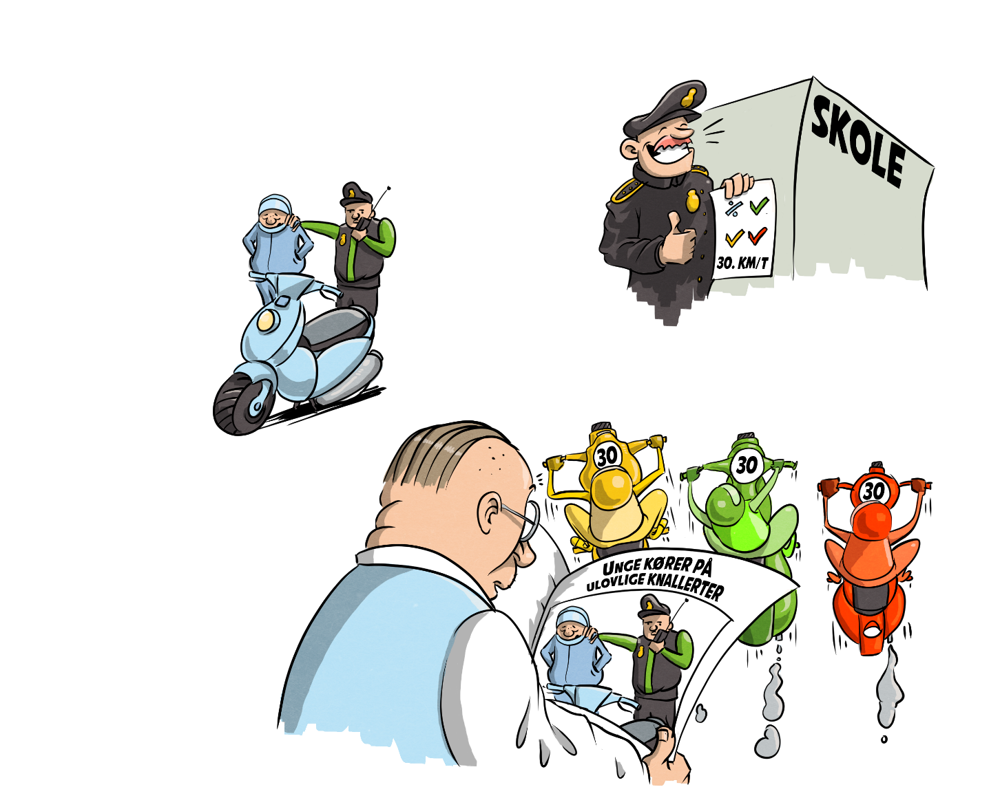 SKOLE
30. KM/T
30
30
30
UNGE KØRER PÅ
ULOVLIGE KNALLERTER